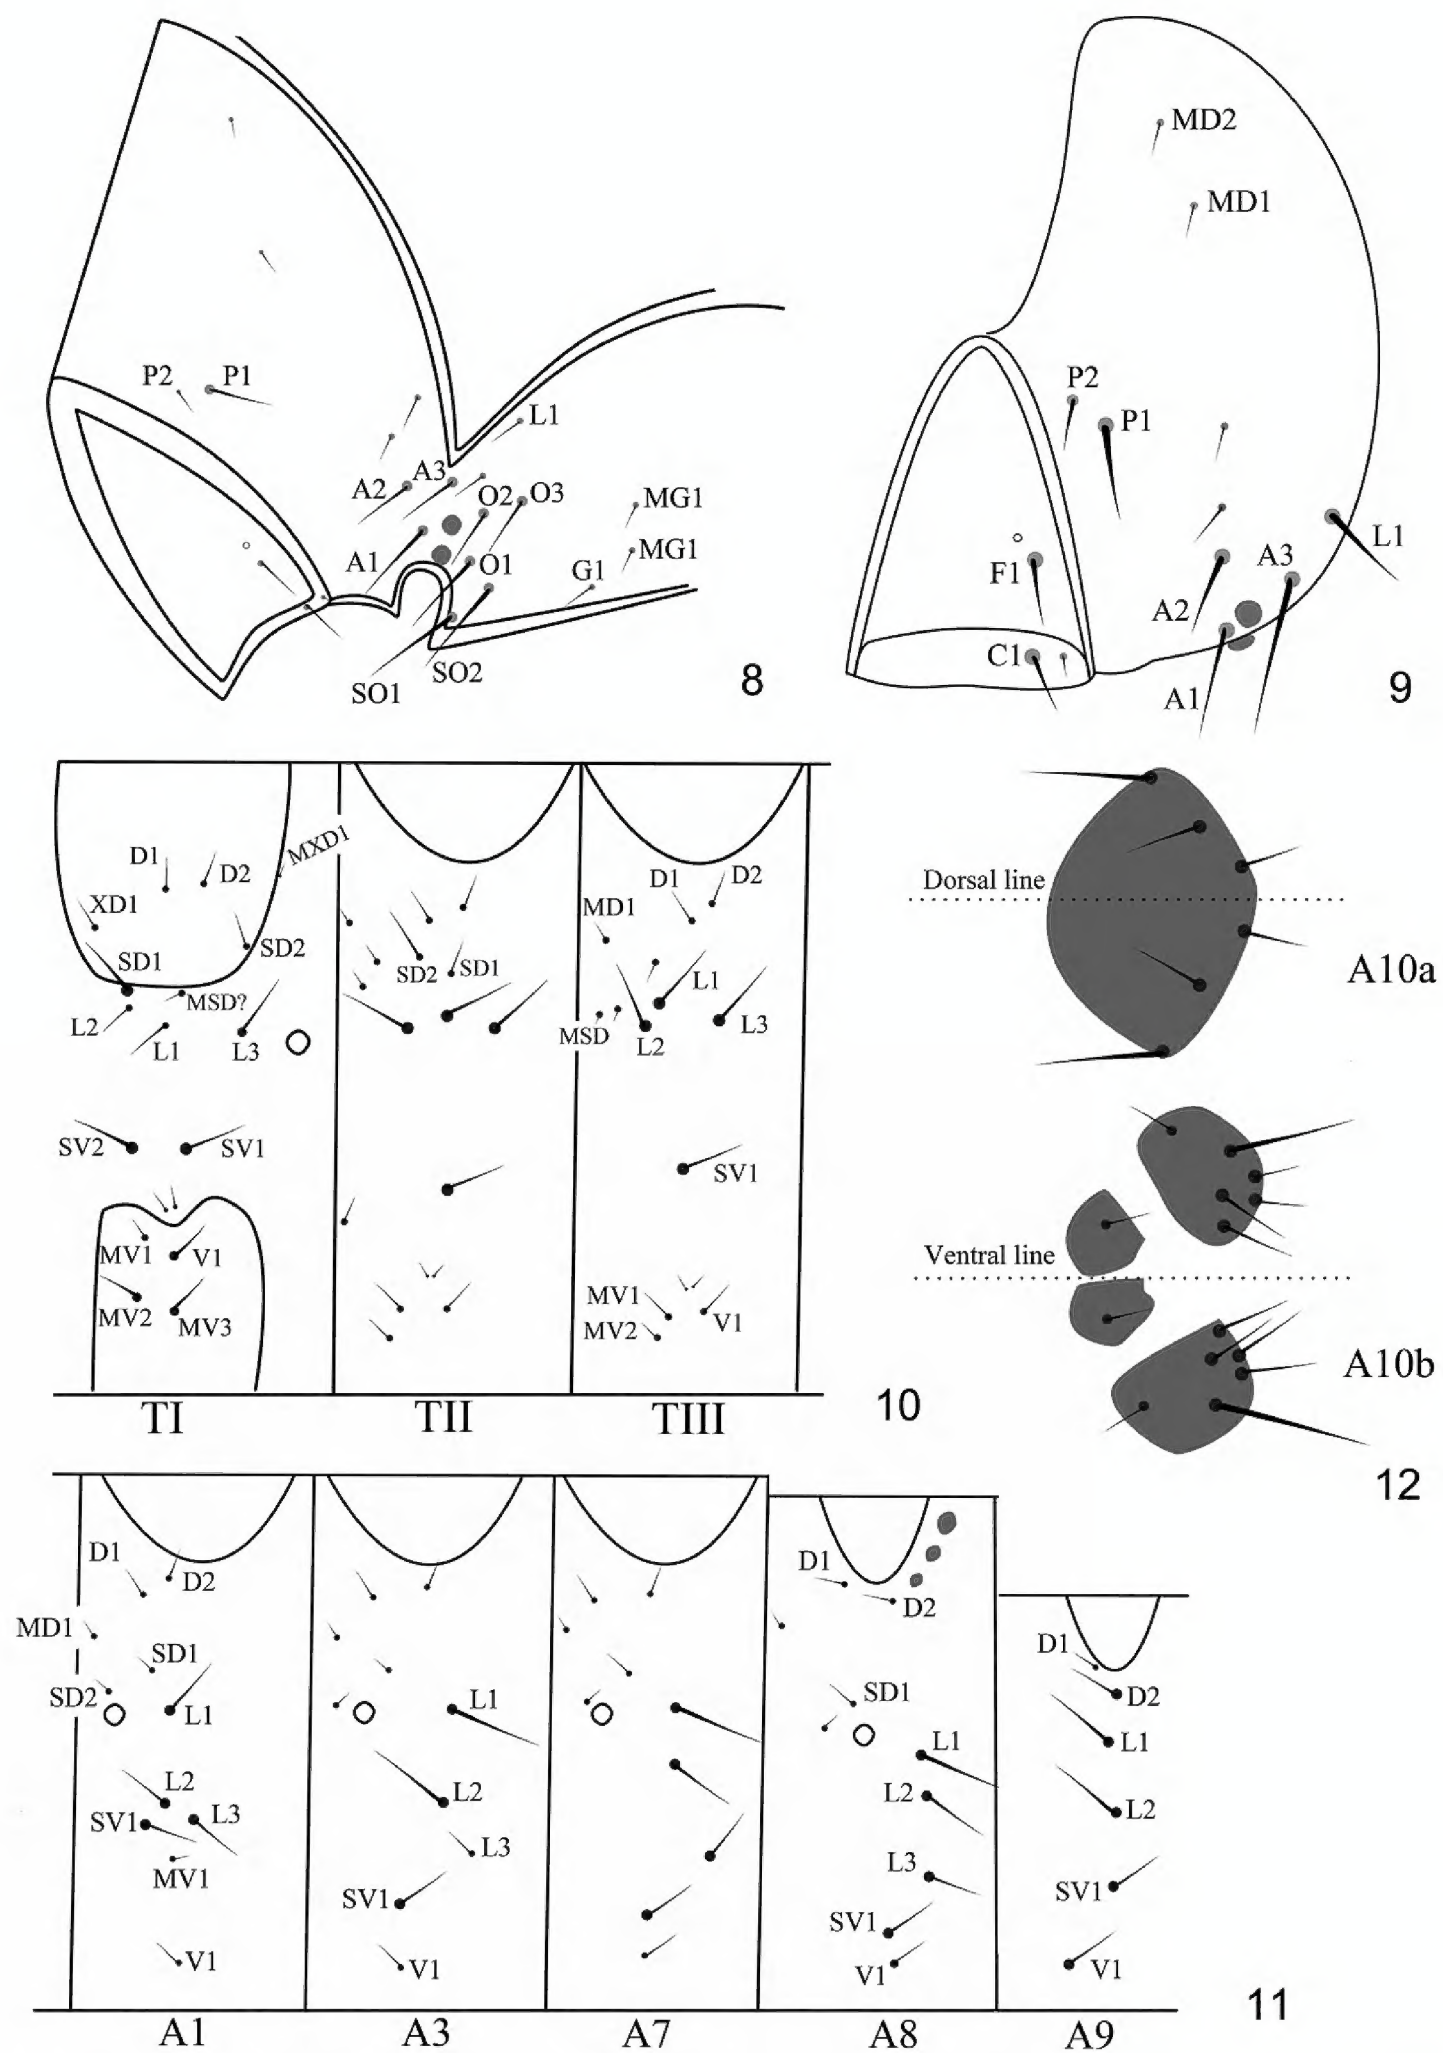 P2
P1
L1
A2
A3
O2
O3
MG1
A1
O1
MG1
G1
SO1
SO2
8
MD2
MD1
P2
P1
L1
F1
A3
A2
C1
A1
9
D1
D2
MXD1
XD1
SD1
SD2
MSD?
L2
L1
L3
SV2
SV1
MV1
V1
MV2
MV3
SD2
SD1
D1
D2
MD1
L1
MSD
L2
L3
SV1
MV1
V1
MV2
TI
TII
TIII
10
Dorsal line
A10a
Ventral line
A10b
12
D1
D2
MD1
SD1
SD2
L1
L2
SV1
L3
MV1
V1
L1
L2
L3
SV1
V1
D1
D2
SD1
L1
L2
L3
SV1
V1
D1
D2
L1
L2
SV1
V1
11
A1
A3
A7
A8
A9